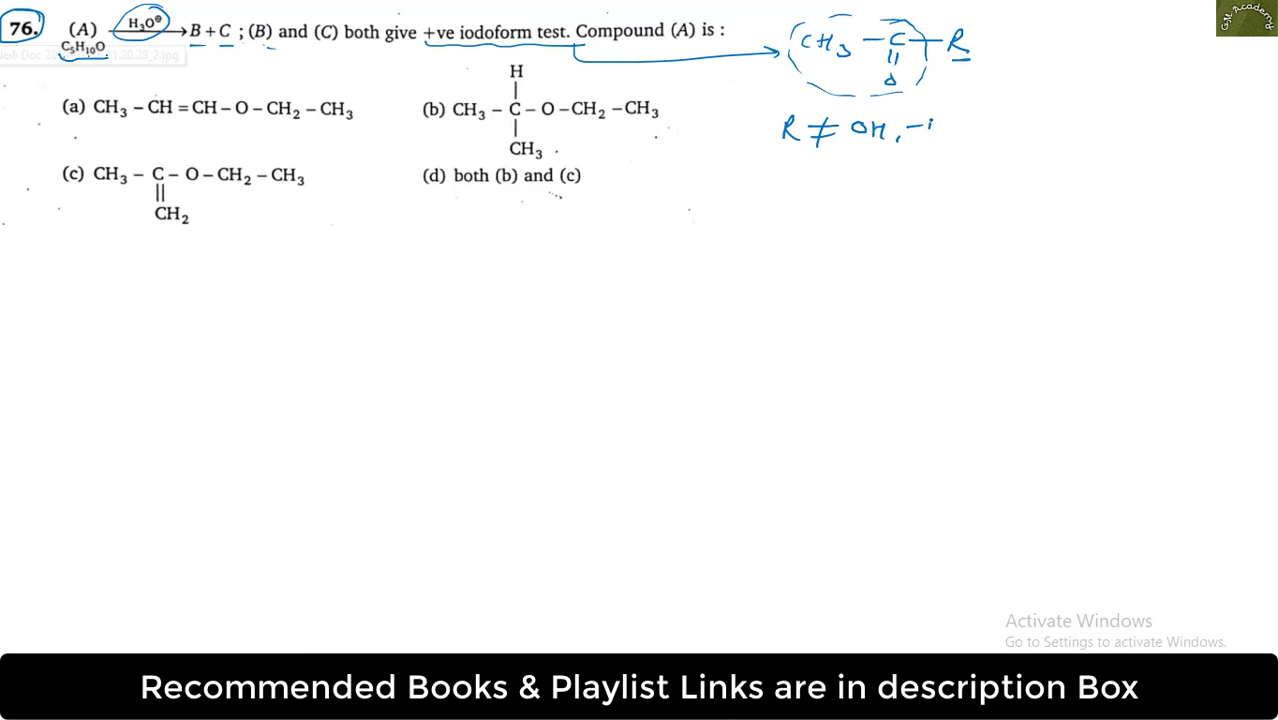 76. (A) H₃O⊕ → B + C ; (B) and (C) both give +ve iodoform test. Compound (A) is :
C₅H₁₀O
CH₃ – C – R
||
O
R ≠ OH, –
H
|
(a) CH₃ – CH = CH – O – CH₂ – CH₃ (b) CH₃ – C – O – CH₂ – CH₃
|
CH₃
(c) CH₃ – C – O – CH₂ – CH₃ (d) both (b) and (c)
||
CH₂
GM Academy
Activate Windows
Go to Settings to activate Windows.
Recommended Books & Playlist Links are in description Box